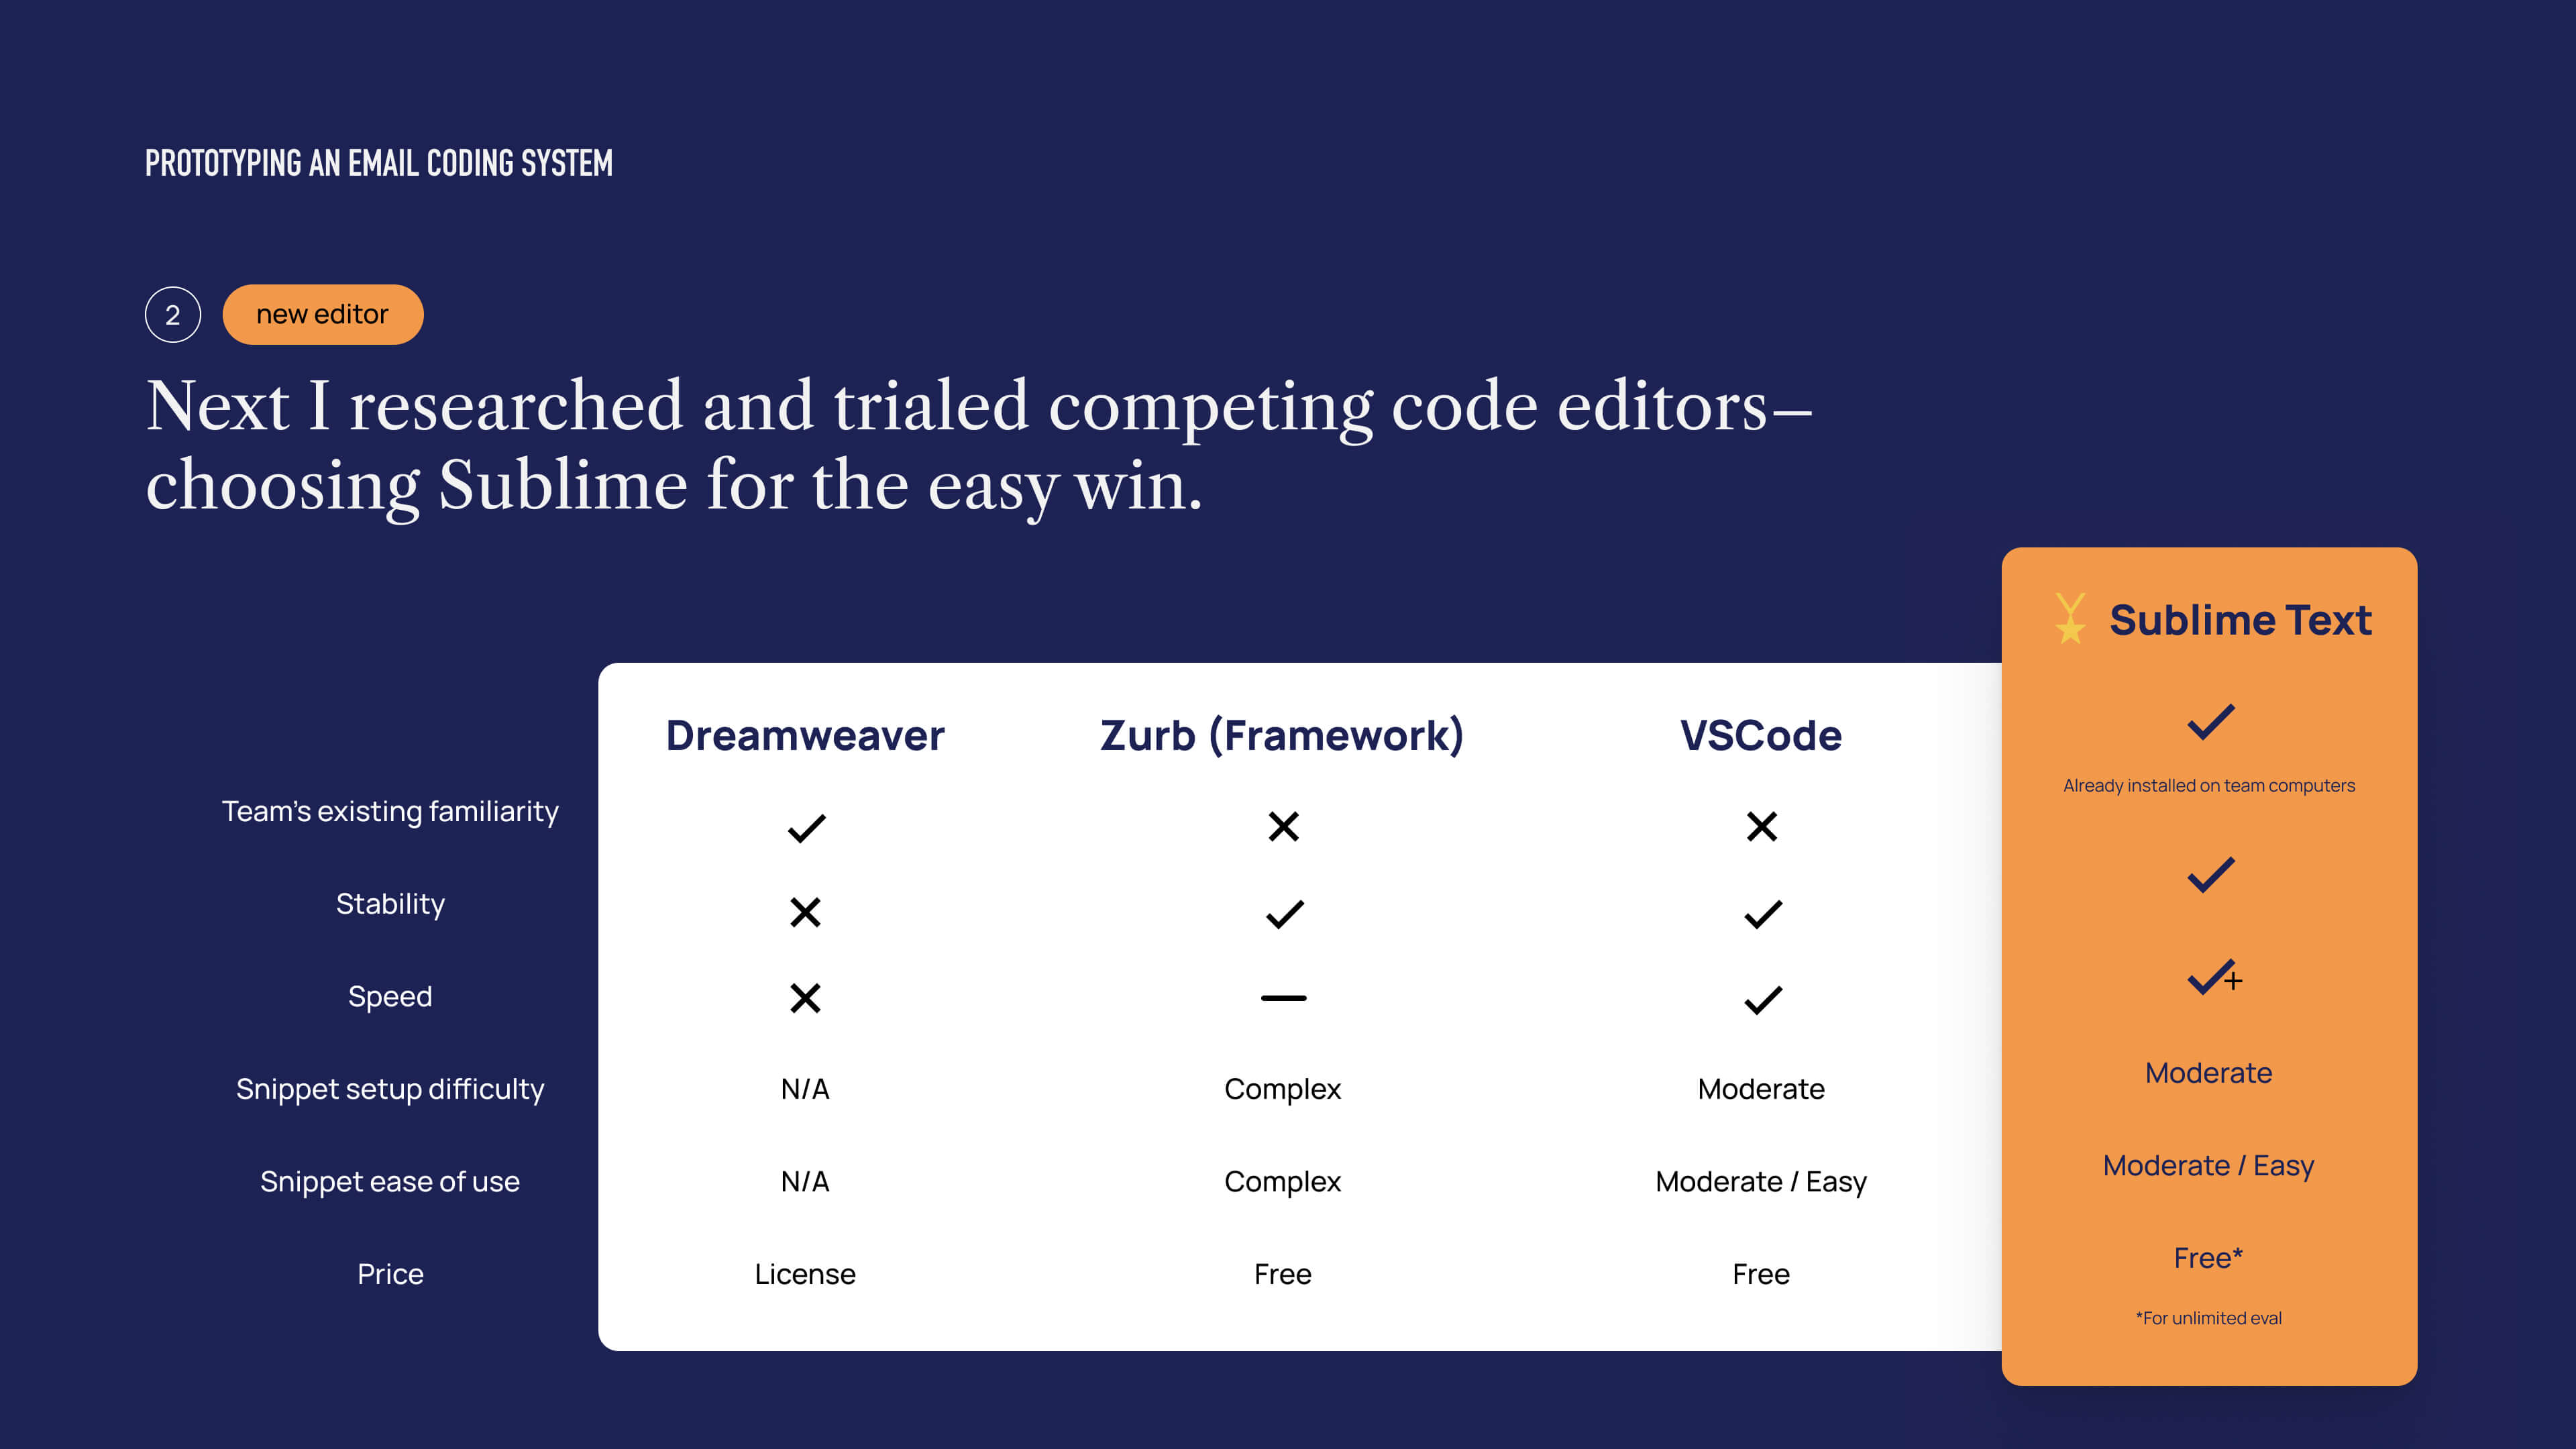 PROTOTYPING AN EMAIL CODING SYSTEM
2 new editor
Next I researched and trialed competing code editors–
choosing Sublime for the easy win.
Sublime Text
Dreamweaver Zurb (Framework) VSCode
Already installed on team computers
Team’s existing familiarity ✓ ✕ ✕ ✓
Stability ✕ ✓ ✓ ✓
Speed ✕ — ✓ ✓+
Snippet setup difficulty N/A Complex Moderate Moderate
Snippet ease of use N/A Complex Moderate / Easy Moderate / Easy
Price License Free Free Free*
*For unlimited eval